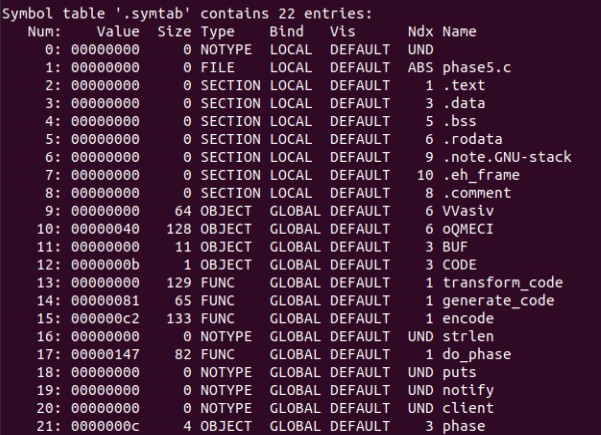 Symbol table '.symtab' contains 22 entries:
   Num:    Value  Size Type    Bind   Vis      Ndx Name
     0: 00000000     0 NOTYPE  LOCAL  DEFAULT  UND
     1: 00000000     0 FILE    LOCAL  DEFAULT  ABS phase5.c
     2: 00000000     0 SECTION LOCAL  DEFAULT    1 .text
     3: 00000000     0 SECTION LOCAL  DEFAULT    3 .data
     4: 00000000     0 SECTION LOCAL  DEFAULT    5 .bss
     5: 00000000     0 SECTION LOCAL  DEFAULT    6 .rodata
     6: 00000000     0 SECTION LOCAL  DEFAULT    9 .note.GNU-stack
     7: 00000000     0 SECTION LOCAL  DEFAULT   10 .eh_frame
     8: 00000000     0 SECTION LOCAL  DEFAULT    8 .comment
     9: 00000000    64 OBJECT  GLOBAL DEFAULT    6 VVasiv
    10: 00000040   128 OBJECT  GLOBAL DEFAULT    6 oQMECI
    11: 00000000    11 OBJECT  GLOBAL DEFAULT    3 BUF
    12: 0000000b     1 OBJECT  GLOBAL DEFAULT    3 CODE
    13: 00000000   129 FUNC    GLOBAL DEFAULT    1 transform_code
    14: 00000081    65 FUNC    GLOBAL DEFAULT    1 generate_code
    15: 000000c2   133 FUNC    GLOBAL DEFAULT    1 encode
    16: 00000000     0 NOTYPE  GLOBAL DEFAULT  UND strlen
    17: 00000147    82 FUNC    GLOBAL DEFAULT    1 do_phase
    18: 00000000     0 NOTYPE  GLOBAL DEFAULT  UND puts
    19: 00000000     0 NOTYPE  GLOBAL DEFAULT  UND notify
    20: 00000000     0 NOTYPE  GLOBAL DEFAULT  UND client
    21: 0000000c     4 OBJECT  GLOBAL DEFAULT    3 phase